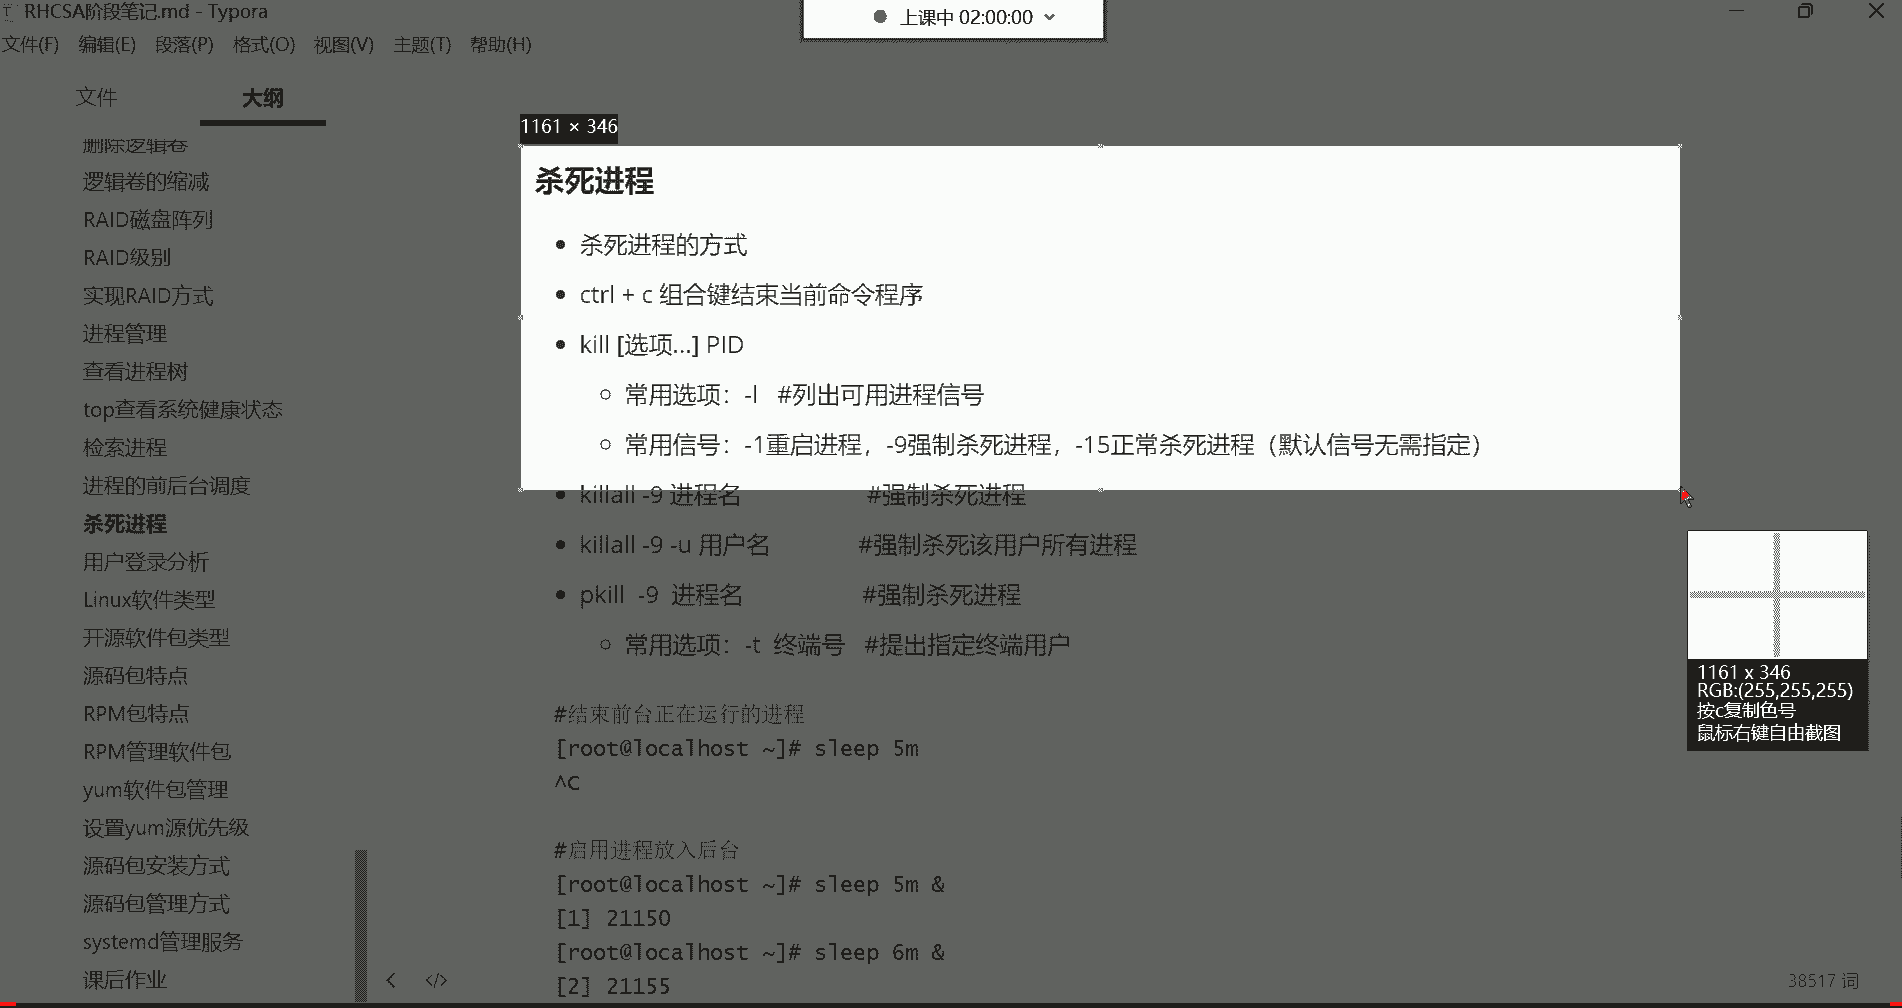 RHCSA阶段笔记.md - Typora
上课中 02:00:00
文件(F) 编辑(E) 段落(P) 格式(O) 视图(V) 主题(T) 帮助(H)
文件 大纲
删除逻辑卷
逻辑卷的缩减
RAID磁盘阵列
RAID级别
实现RAID方式
进程管理
查看进程树
top查看系统健康状态
检索进程
进程的前后台调度
杀死进程
用户登录分析
Linux软件类型
开源软件包类型
源码包特点
RPM包特点
RPM管理软件包
yum软件包管理
设置yum源优先级
源码包安装方式
源码包管理方式
systemd管理服务
课后作业
1161 × 346
杀死进程
杀死进程的方式
ctrl + c 组合键结束当前命令程序
kill [选项...] PID
常用选项：-l #列出可用进程信号
常用信号：-1重启进程，-9强制杀死进程，-15正常杀死进程（默认信号无需指定）
killall -9 进程名 #强制杀死进程
killall -9 -u 用户名 #强制杀死该用户所有进程
pkill -9 进程名 #强制杀死进程
常用选项：-t 终端号 #提出指定终端用户
#结束前台正在运行的进程
[root@localhost ~]# sleep 5m
^C
#启用进程放入后台
[root@localhost ~]# sleep 5m &
[1] 21150
[root@localhost ~]# sleep 6m &
[2] 21155
1161 x 346
RGB:(255,255,255)
按c复制色号
鼠标右键自由截图
</> 38517 词